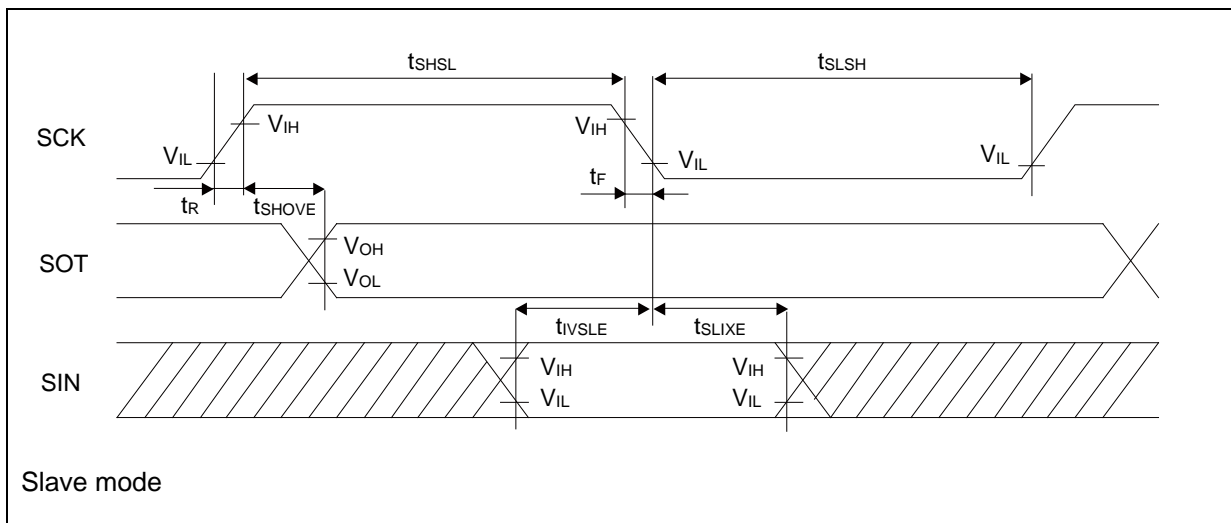 tSHSL
tSLSH
SCK
VIH
VIH
VIL
VIL
VIL
tF
tR
tSHOVE
SOT
VOH
VOL
tIVSLE
tSLIXE
SIN
VIH
VIH
VIL
VIL
Slave mode